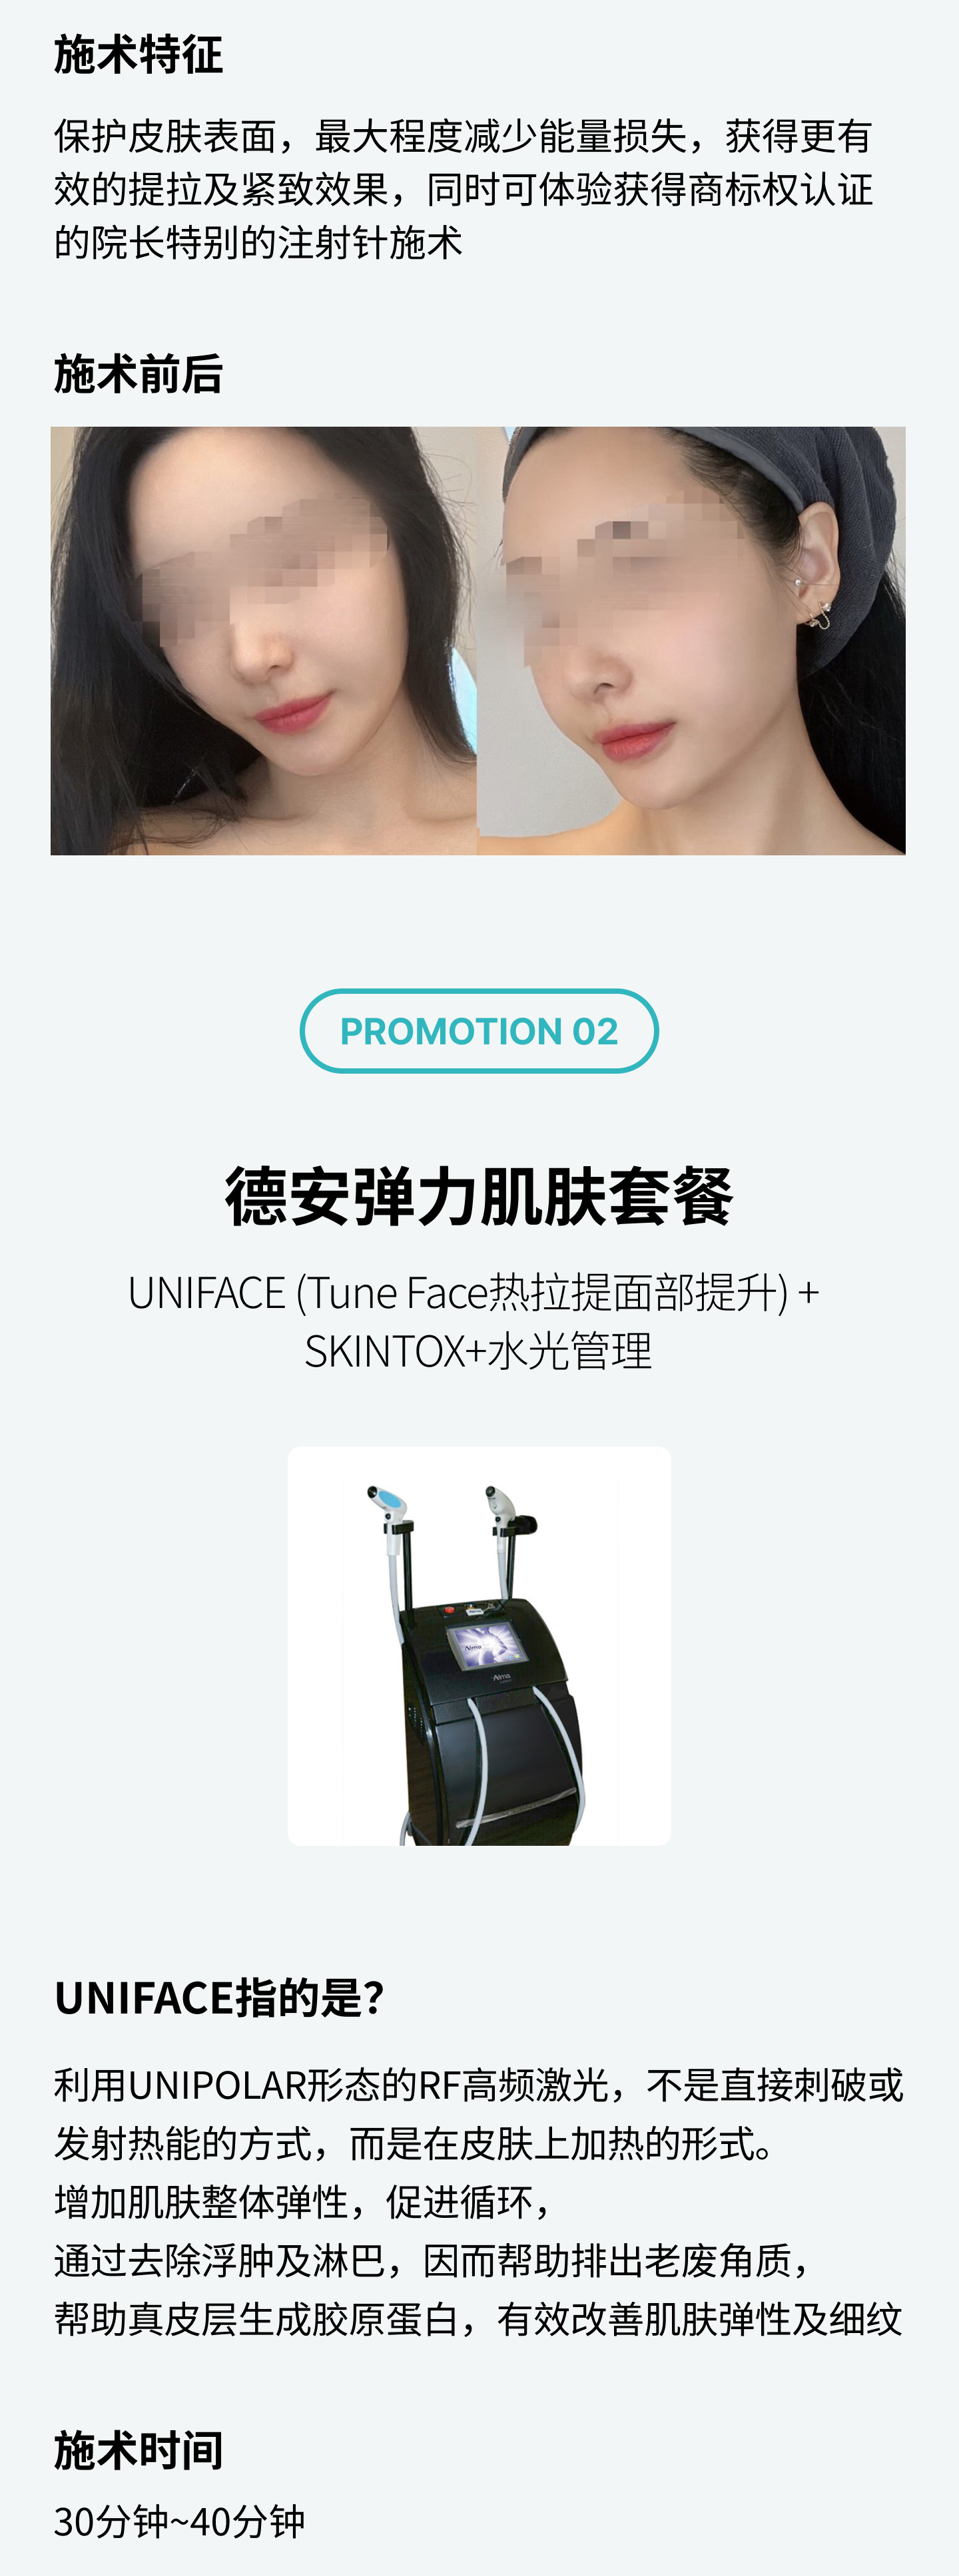 施术特征
保护皮肤表面，最大程度减少能量损失，获得更有
效的提拉及紧致效果，同时可体验获得商标权认证
的院长特别的注射针施术
施术前后
PROMOTION 02
德安弹力肌肤套餐
UNIFACE (Tune Face热拉提面部提升) +
SKINTOX+水光管理
Alma
Alma
UNIFACE指的是？
利用UNIPOLAR形态的RF高频激光，不是直接刺破或
发射热能的方式，而是在皮肤上加热的形式。
增加肌肤整体弹性，促进循环，
通过去除浮肿及淋巴，因而帮助排出老废角质，
帮助真皮层生成胶原蛋白，有效改善肌肤弹性及细纹
施术时间
30分钟~40分钟